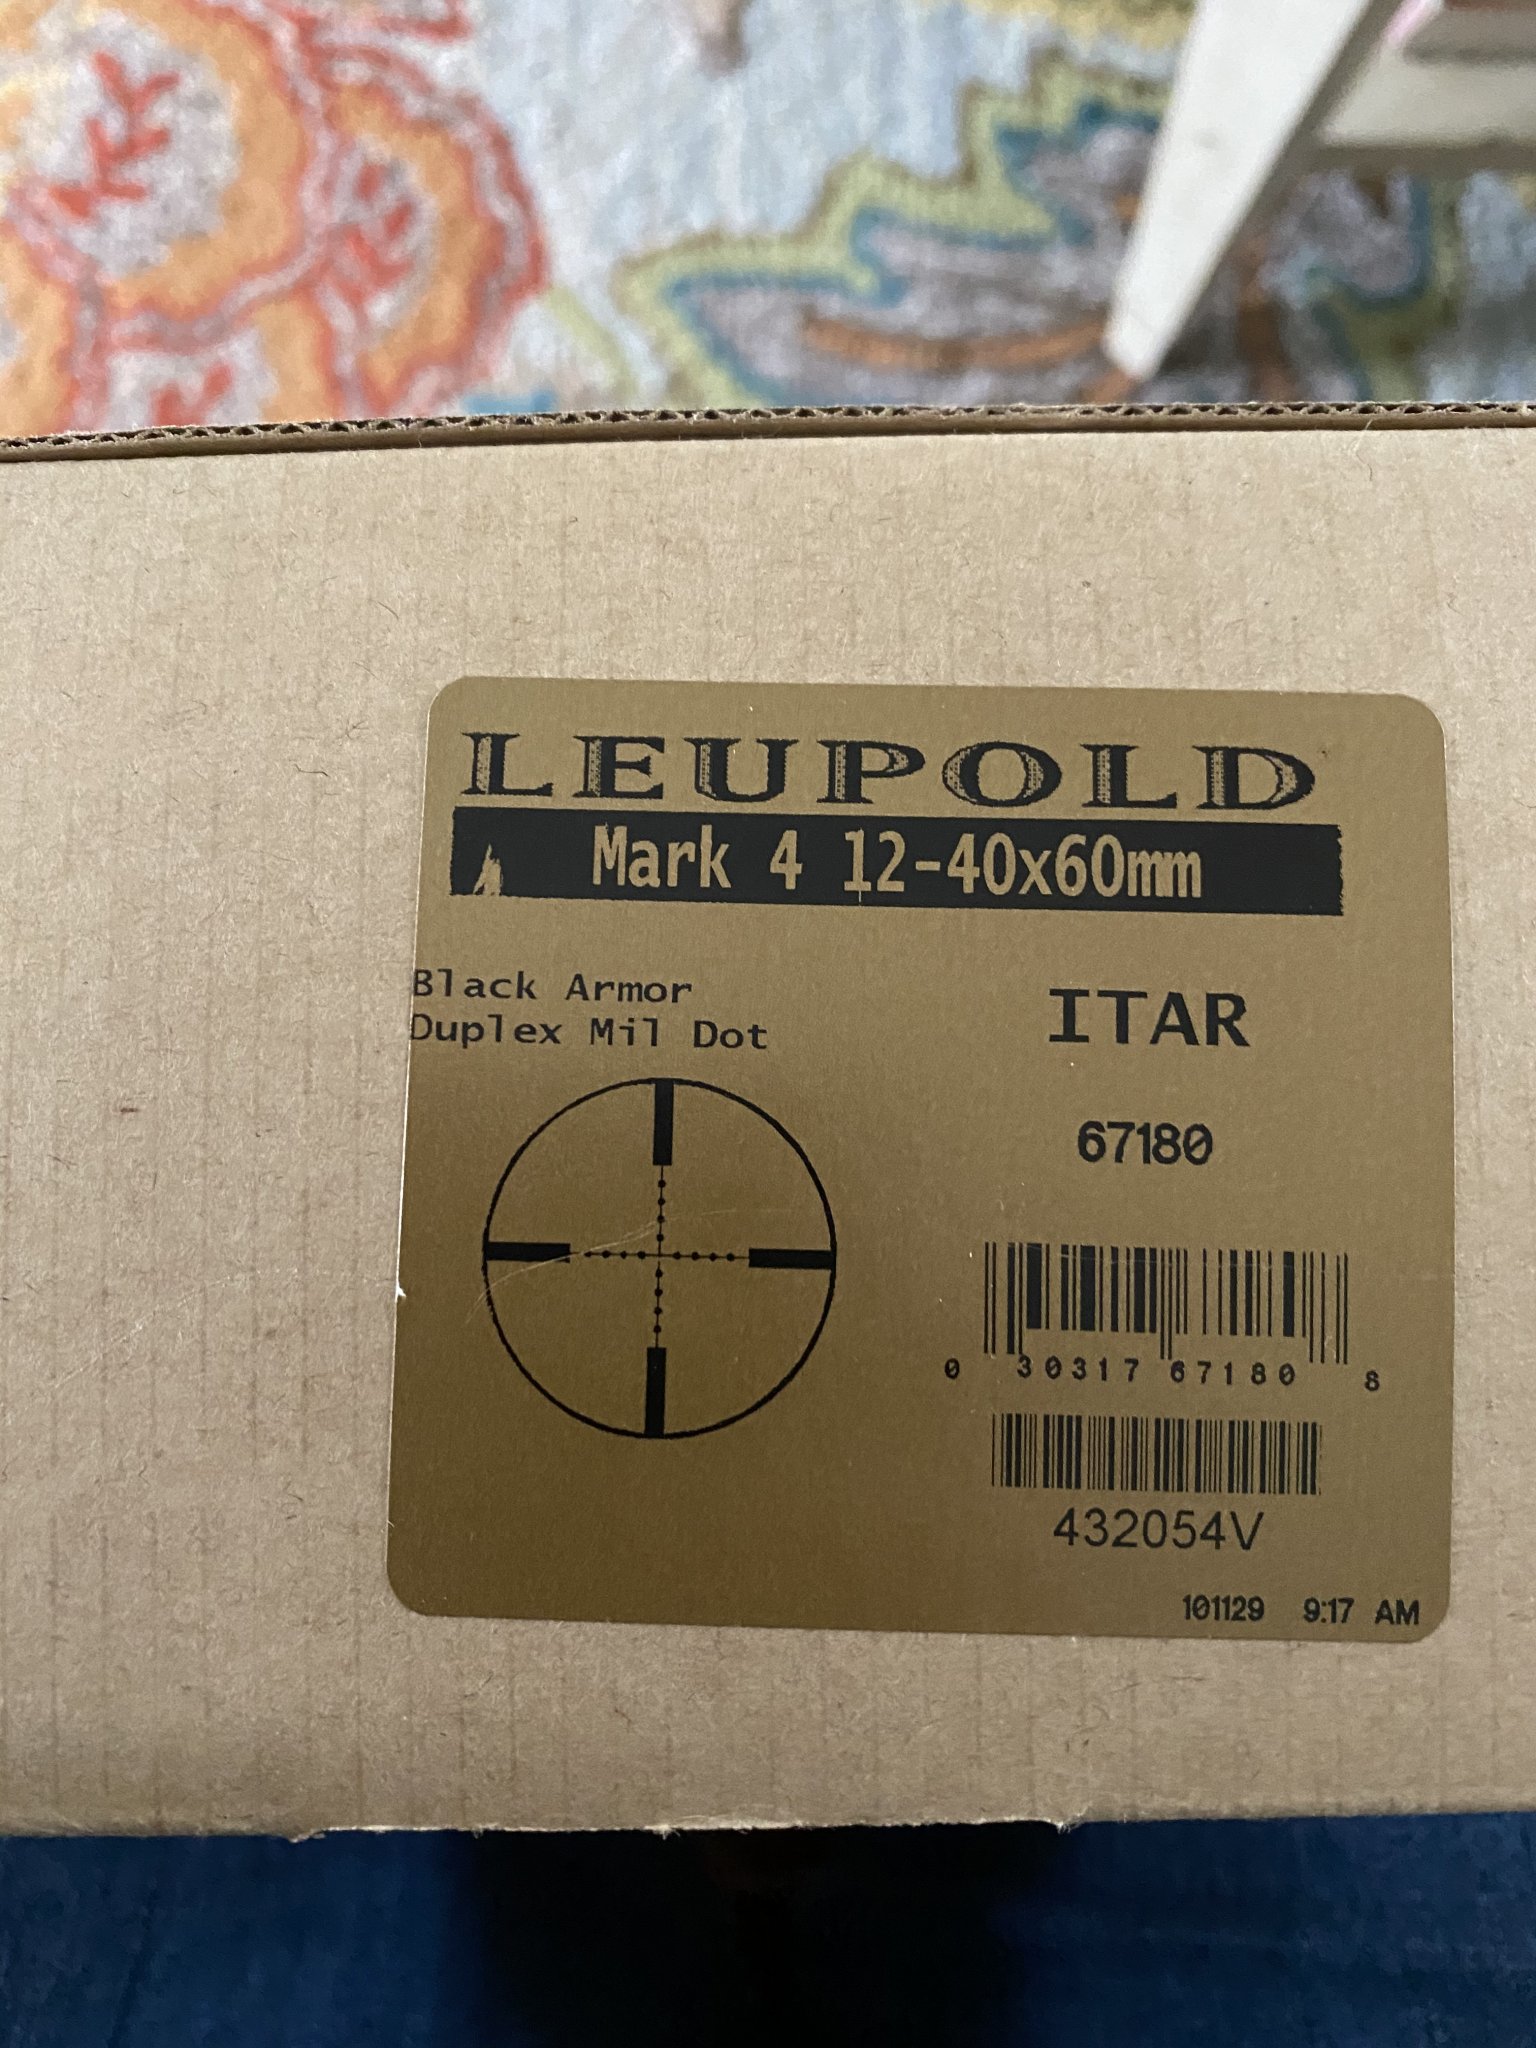 LEUPOLD
Mark 4 12-40x60mm
Black Armor
Duplex Mil Dot
ITAR
67180
0 30317 67180 8
432054V
101129 9:17 AM